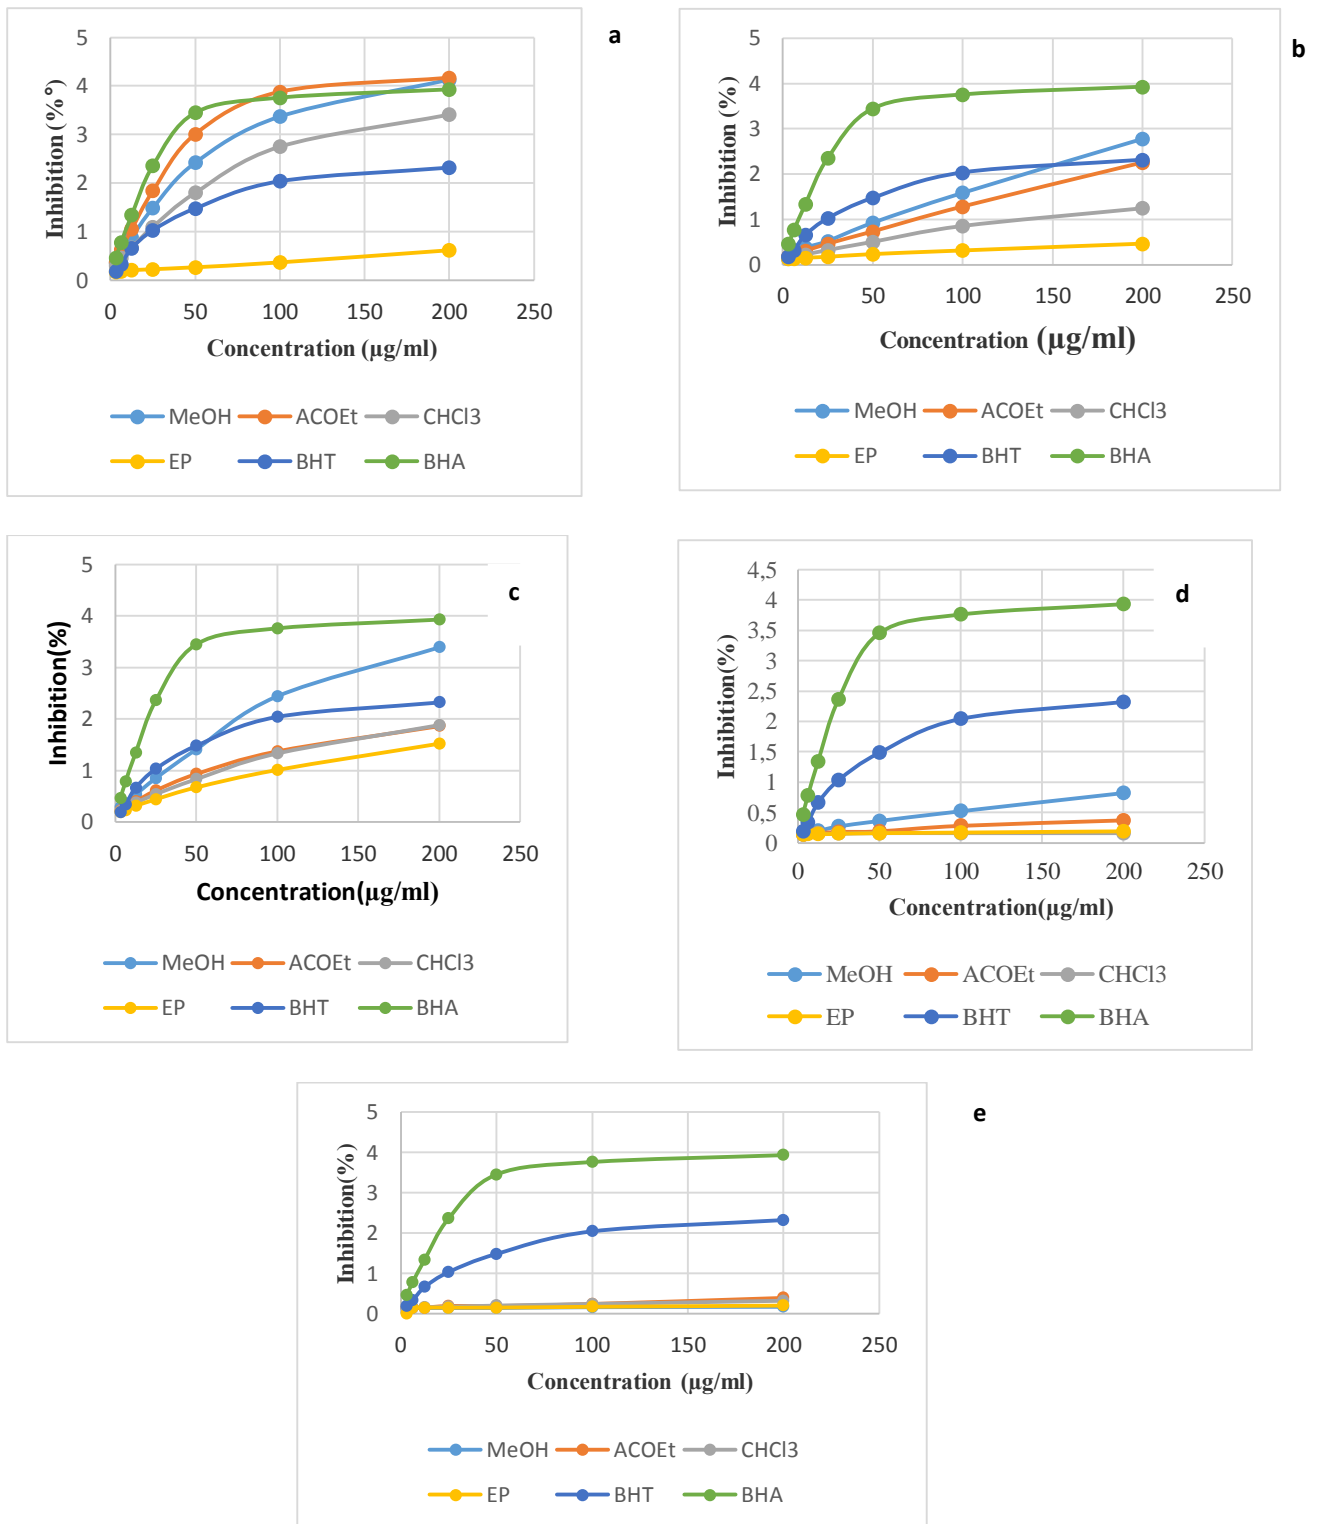 a
Inhibition (%°)
5
4
3
2
1
0
0 50 100 150 200 250
Concentration (µg/ml)
MeOH ACOEt CHCl3
EP BHT BHA
b
Inhibition (%)
5
4
3
2
1
0
0 50 100 150 200 250
Concentration (µg/ml)
MeOH ACOEt CHCl3
EP BHT BHA
c
Inhibition(%)
5
4
3
2
1
0
0 50 100 150 200 250
Concentration(µg/ml)
MeOH ACOEt CHCl3
EP BHT BHA
d
Inhibition(%)
4,5
4
3,5
3
2,5
2
1,5
1
0,5
0
0 50 100 150 200 250
Concentration(µg/ml)
MeOH ACOEt CHCl3
EP BHT BHA
e
Inhibition(%)
5
4
3
2
1
0
0 50 100 150 200 250
Concentration (µg/ml)
MeOH ACOEt CHCl3
EP BHT BHA